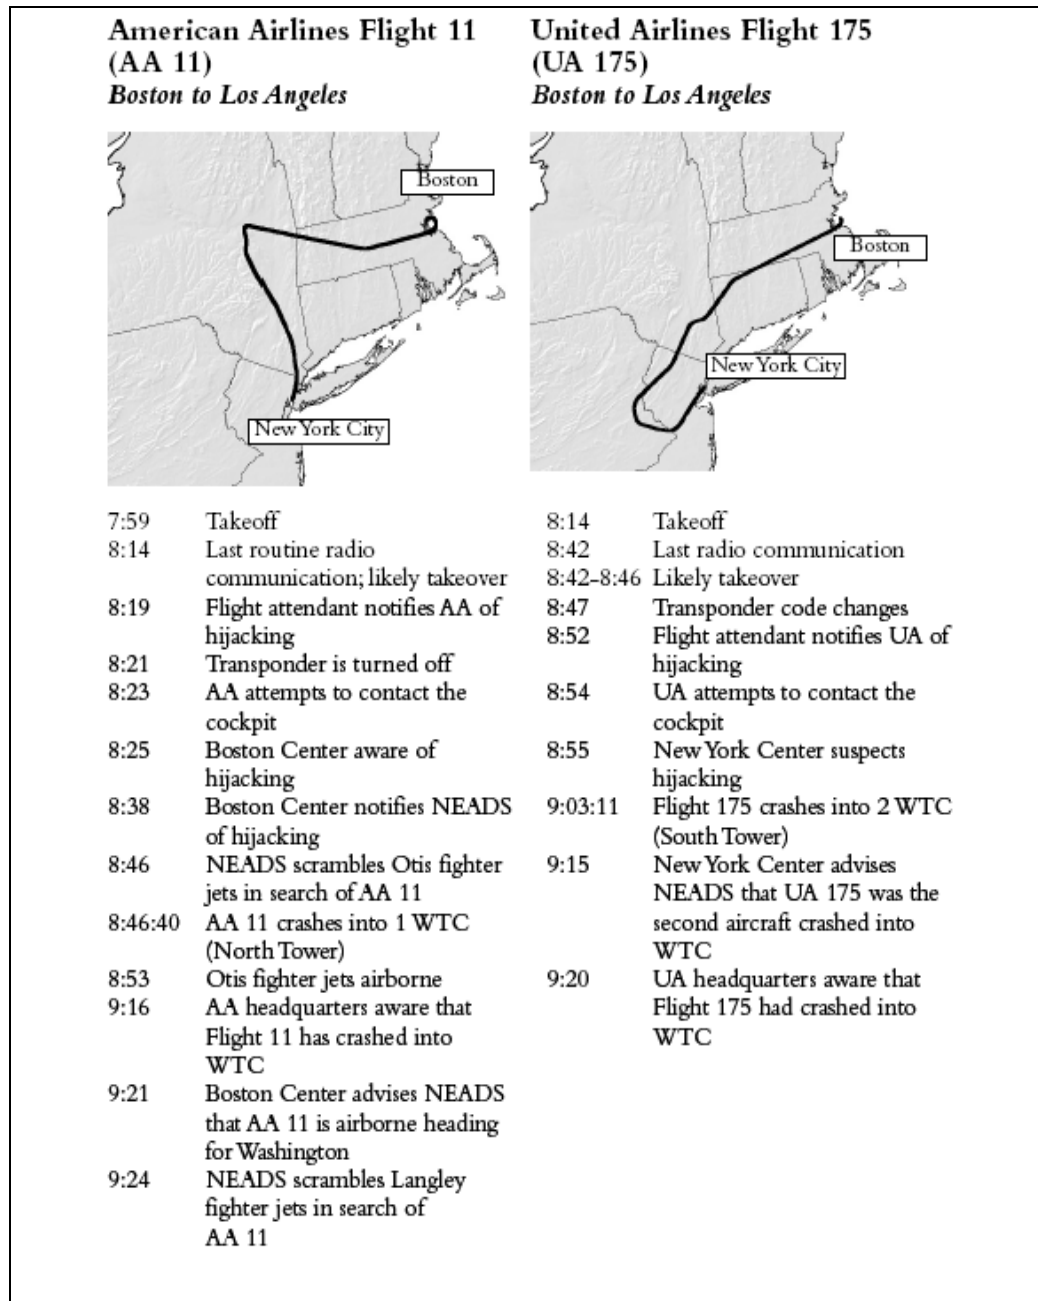 American Airlines Flight 11
(AA 11)
Boston to Los Angeles
Boston
New York City
7:59 Takeoff
8:14 Last routine radio
communication; likely takeover
8:19 Flight attendant notifies AA of
hijacking
8:21 Transponder is turned off
8:23 AA attempts to contact the
cockpit
8:25 Boston Center aware of
hijacking
8:38 Boston Center notifies NEADS
of hijacking
8:46 NEADS scrambles Otis fighter
jets in search of AA 11
8:46:40 AA 11 crashes into 1 WTC
(North Tower)
8:53 Otis fighter jets airborne
9:16 AA headquarters aware that
Flight 11 has crashed into
WTC
9:21 Boston Center advises NEADS
that AA 11 is airborne heading
for Washington
9:24 NEADS scrambles Langley
fighter jets in search of
AA 11
United Airlines Flight 175
(UA 175)
Boston to Los Angeles
Boston
New York City
8:14 Takeoff
8:42 Last radio communication
8:42-8:46 Likely takeover
8:47 Transponder code changes
8:52 Flight attendant notifies UA of
hijacking
8:54 UA attempts to contact the
cockpit
8:55 New York Center suspects
hijacking
9:03:11 Flight 175 crashes into 2 WTC
(South Tower)
9:15 New York Center advises
NEADS that UA 175 was the
second aircraft crashed into
WTC
9:20 UA headquarters aware that
Flight 175 had crashed into
WTC